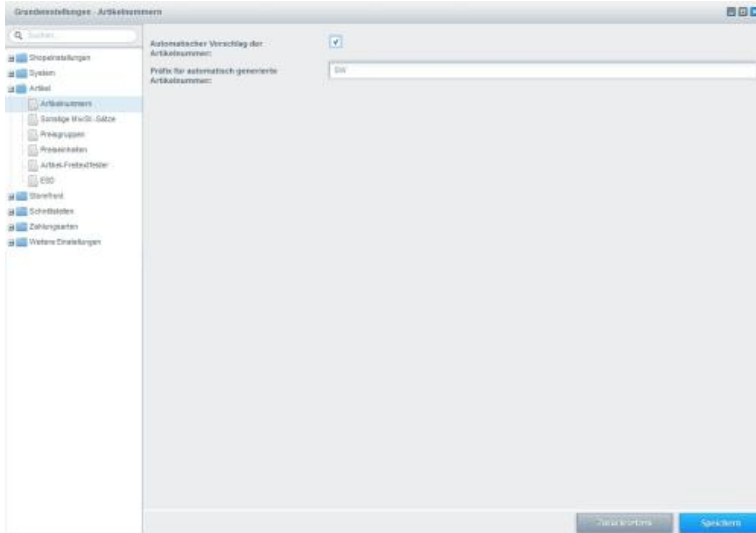 Grundeinstellungen - Artikelnummern
Suchen...
Shopeinstellungen
System
Artikel
Artikelnummern
Sonstige MwSt.-Sätze
Preisgruppen
Preiseinheiten
Artikel-Freitextfelder
ESD
Storefront
Schnittstellen
Zahlungsarten
Weitere Einstellungen
Automatischer Vorschlag der
Artikelnummer:
Präfix für automatisch generierte
Artikelnummer:
SW
Zurücksetzen
Speichern